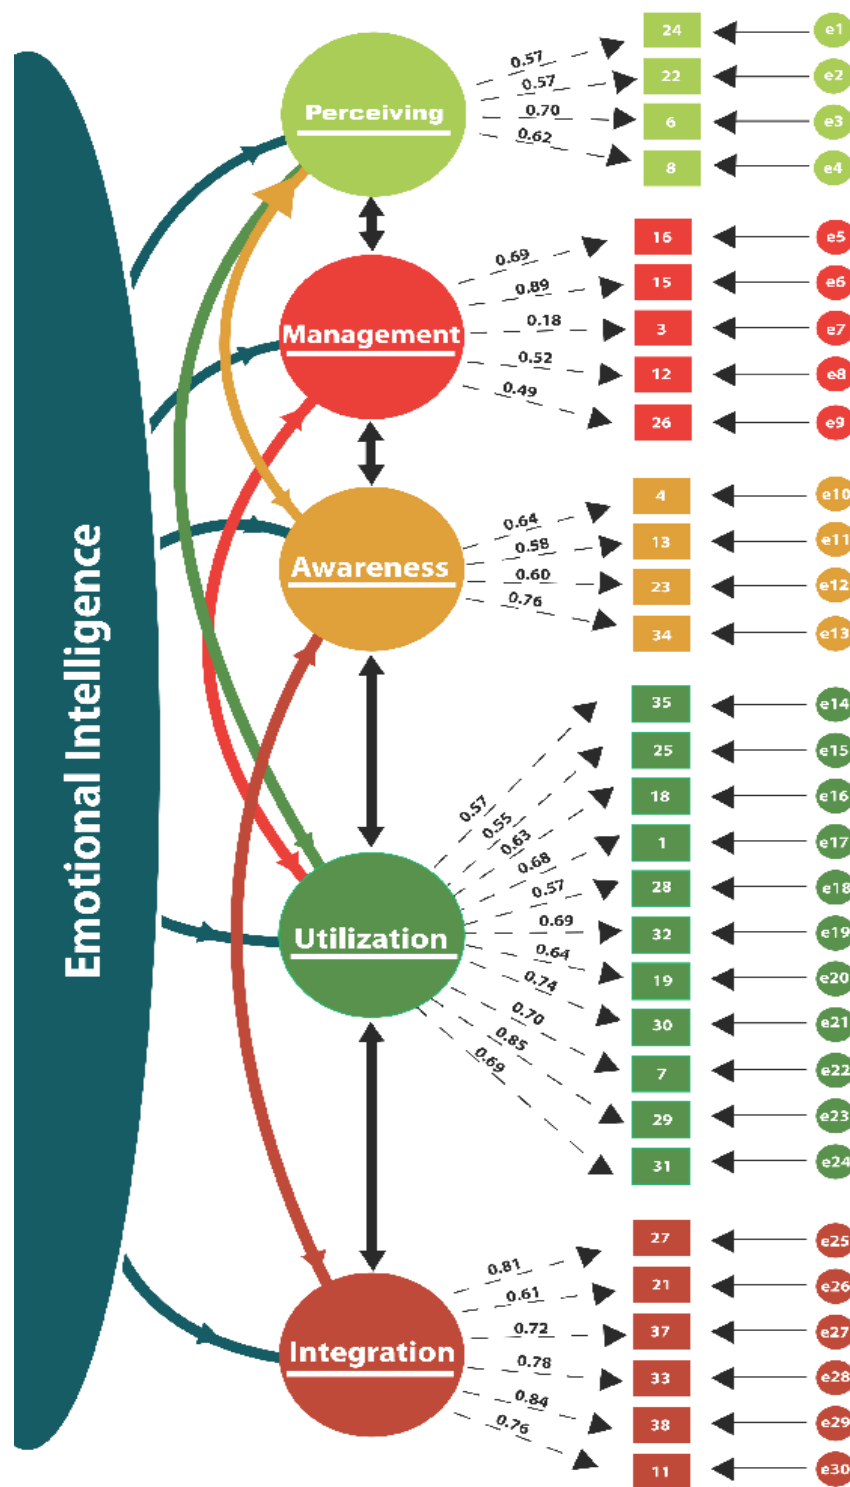 Emotional Intelligence
Perceiving
0.57
0.57
0.70
0.62
24
e1
22
e2
6
e3
8
e4
Management
0.69
0.89
0.18
0.52
0.49
16
e5
15
e6
3
e7
12
e8
26
e9
Awareness
0.64
0.58
0.60
0.76
4
e10
13
e11
23
e12
34
e13
Utilization
0.57
0.55
0.63
0.68
0.57
0.69
0.64
0.74
0.70
0.85
0.69
35
e14
25
e15
18
e16
1
e17
28
e18
32
e19
19
e20
30
e21
7
e22
29
e23
31
e24
Integration
0.81
0.61
0.72
0.78
0.84
0.76
27
e25
21
e26
37
e27
33
e28
38
e29
11
e30